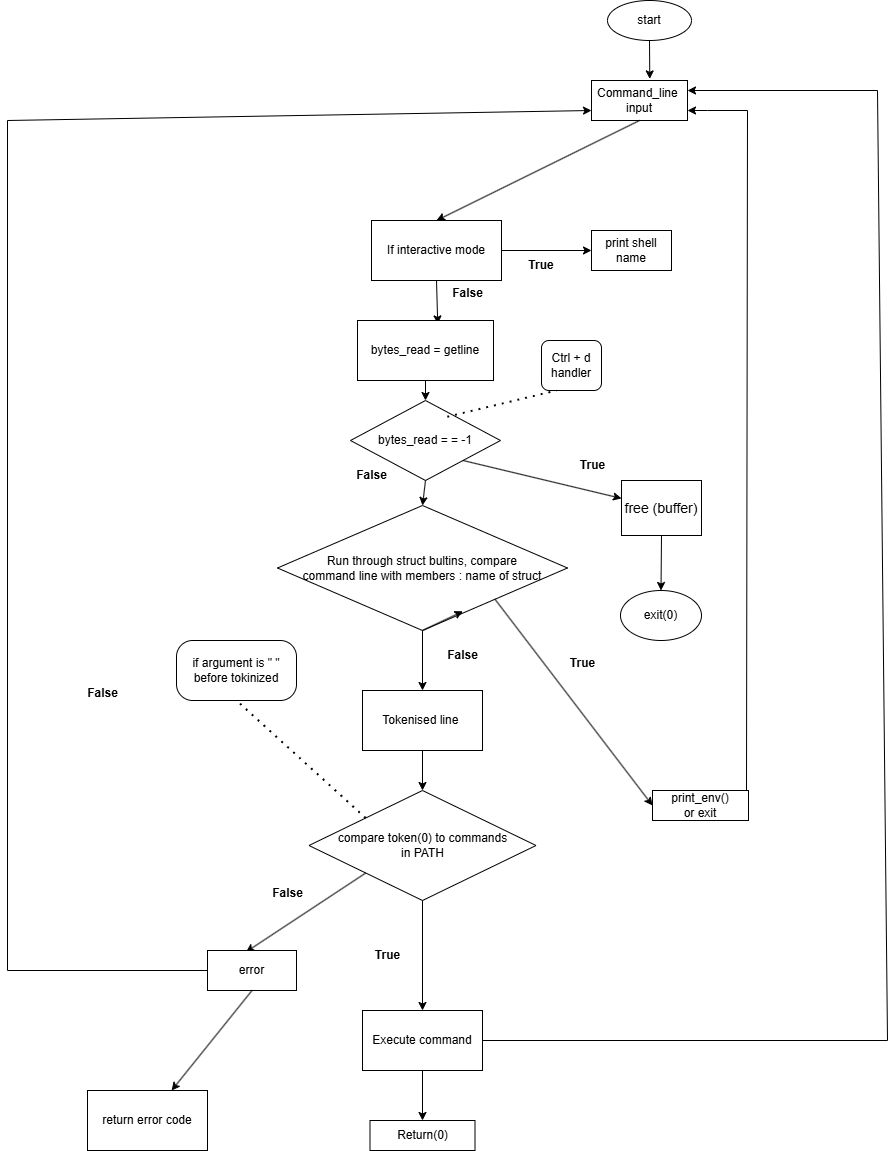 start
Command_line
input
If interactive mode
print shell
name
True
False
bytes_read = getline
Ctrl + d
handler
bytes_read = = -1
True
False
free (buffer)
Run through struct bultins, compare
command line with members : name of struct
exit(0)
False
True
if argument is " "
before tokinized
False
Tokenised line
print_env()
or exit
compare token(0) to commands
in PATH
False
True
error
Execute command
return error code
Return(0)